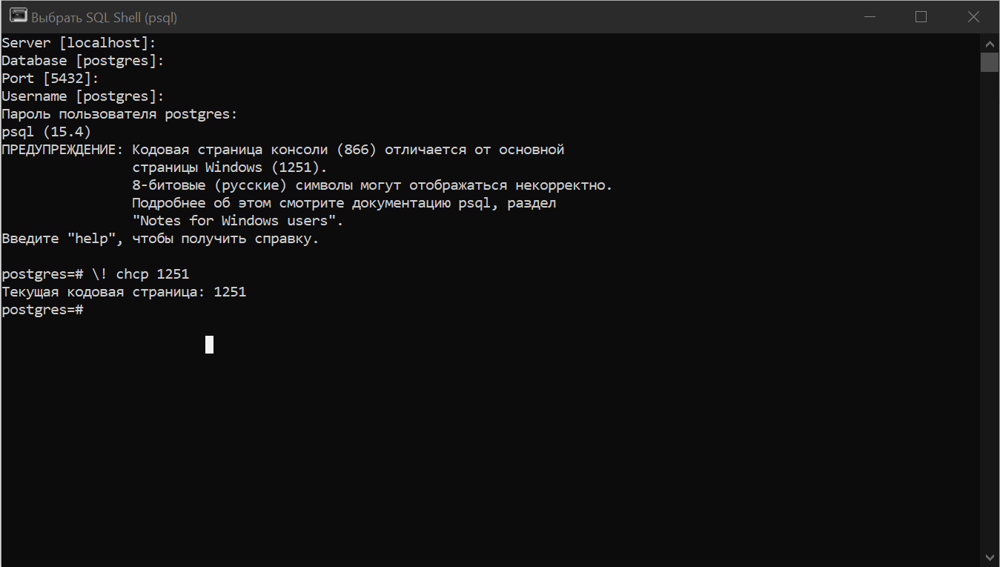 Выбрать SQL Shell (psql)
Server [localhost]:
Database [postgres]:
Port [5432]:
Username [postgres]:
Пароль пользователя postgres:
psql (15.4)
ПРЕДУПРЕЖДЕНИЕ: Кодовая страница консоли (866) отличается от основной
страницы Windows (1251).
8-битовые (русские) символы могут отображаться некорректно.
Подробнее об этом смотрите документацию psql, раздел
"Notes for Windows users".
Введите "help", чтобы получить справку.
postgres=# \! chcp 1251
Текущая кодовая страница: 1251
postgres=#